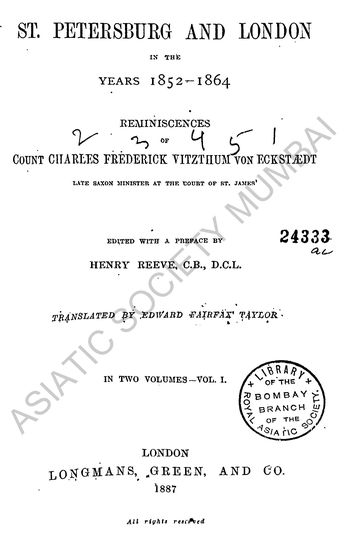 ST. PETERSBURG AND LONDON
IN THE
YEARS 1852–1864
REMINISCENCES
OF
2 3 4 5 1
COUNT CHARLES FREDERICK VITZTHUM VON ECKSTÆDT
LATE SAXON MINISTER AT THE COURT OF ST. JAMES'
EDITED WITH A PREFACE BY
HENRY REEVE, C.B., D.C.L.
24333
ac
TRANSLATED BY EDWARD FAIRFAX TAYLOR
IN TWO VOLUMES—VOL. I.
LIBRARY
OF THE
BOMBAY
BRANCH
OF THE
ROYAL ASIATIC SOCIETY.
LONDON
LONGMANS, GREEN, AND CO.
1887
All rights reserved
ASIATIC SOCIETY MUMBAI